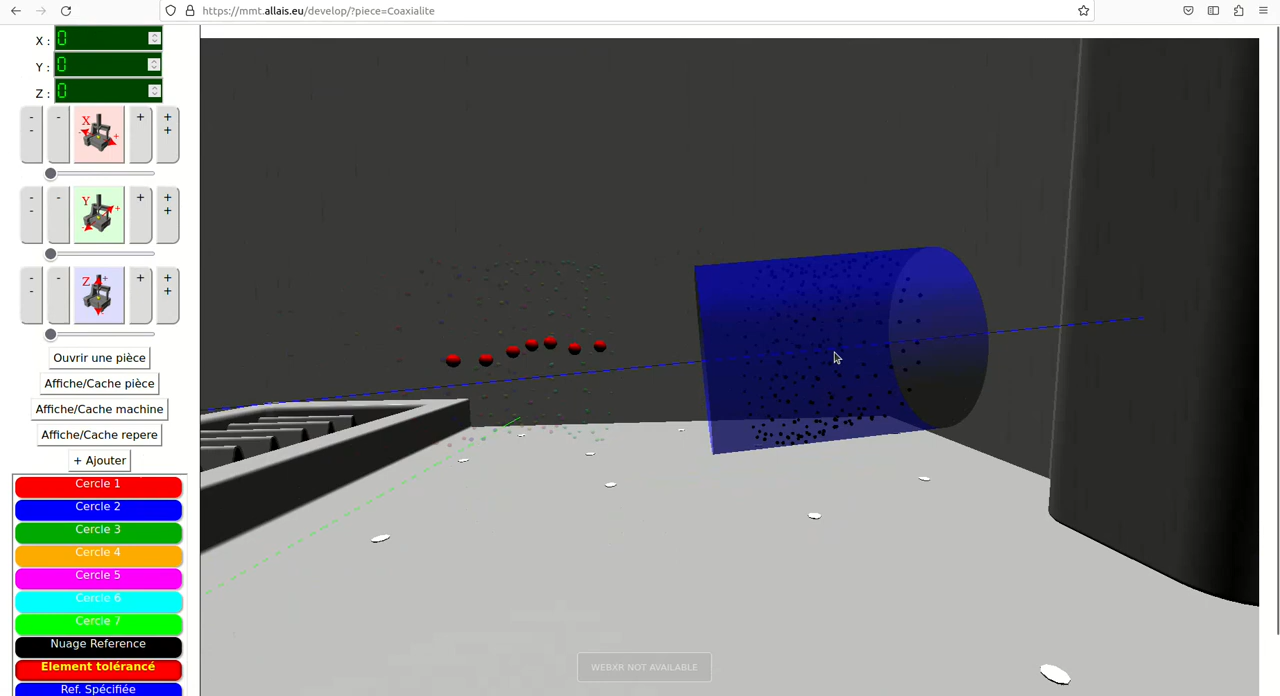 https://mmt.allais.eu/develop/?piece=Coaxialite
X : 0
Y : 0
Z : 0
- - - X - + + + +
- - - Y + - + + +
- - - Z + - + + +
Ouvrir une pièce
Affiche/Cache pièce
Affiche/Cache machine
Affiche/Cache repere
+ Ajouter
Cercle 1
Cercle 2
Cercle 3
Cercle 4
Cercle 5
Cercle 6
Cercle 7
Nuage Reference
Element tolérancé
Ref. Spécifiée
WEBXR NOT AVAILABLE